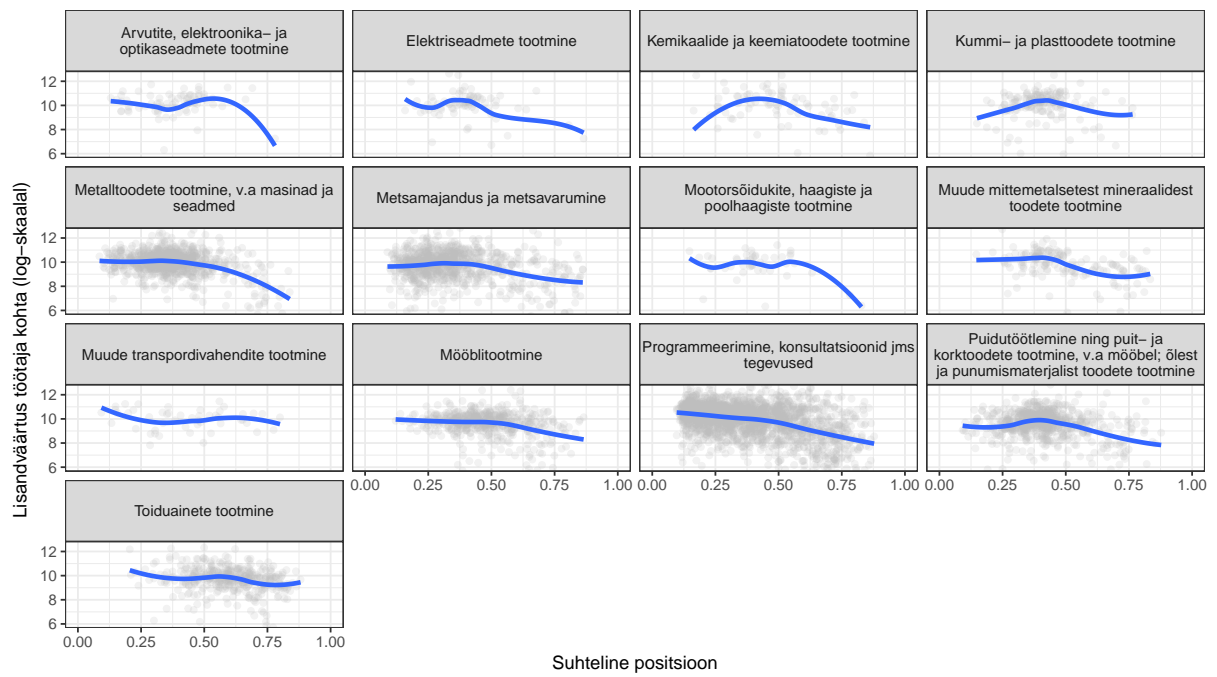 Arvutite, elektroonika– ja
optikaseadmete tootmine
Elektriseadmete tootmine
Kemikaalide ja keemiatoodete tootmine
Kummi– ja plasttoodete tootmine
12
10
8
6
Metalltoodete tootmine, v.a masinad ja
seadmed
Metsamajandus ja metsavarumine
Mootorsõidukite, haagiste ja
poolhaagiste tootmine
Muude mittemetalsetest mineraalidest
toodete tootmine
12
10
8
6
Muude transpordivahendite tootmine
Mööblitootmine
Programmeerimine, konsultatsioonid jms
tegevused
Puidutöötlemine ning puit– ja
korktoodete tootmine, v.a mööbel; õlest
ja punumismaterjalist toodete tootmine
12
10
8
6
0.00 0.25 0.50 0.75 1.00
0.00 0.25 0.50 0.75 1.00
0.00 0.25 0.50 0.75 1.00
Toiduainete tootmine
12
10
8
6
0.00 0.25 0.50 0.75 1.00
Lisandväärtus töötaja kohta (log–skaalal)
Suhteline positsioon